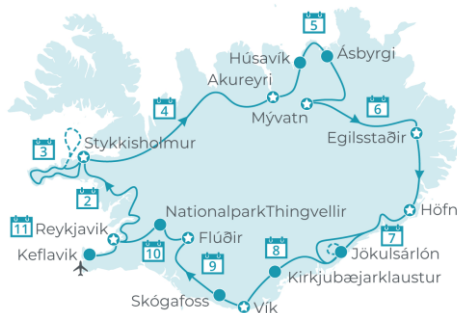 5
Húsavík
Ásbyrgi
Akureyri
4
Mývatn
6
Egilsstaðir
3
Stykkisholmur
2
11
Reykjavik
NationalparkThingvellir
Höfn
7
Keflavik
10
Flúðir
8
Jökulsárlón
9
Kirkjubæjarklaustur
Skógafoss
Vík